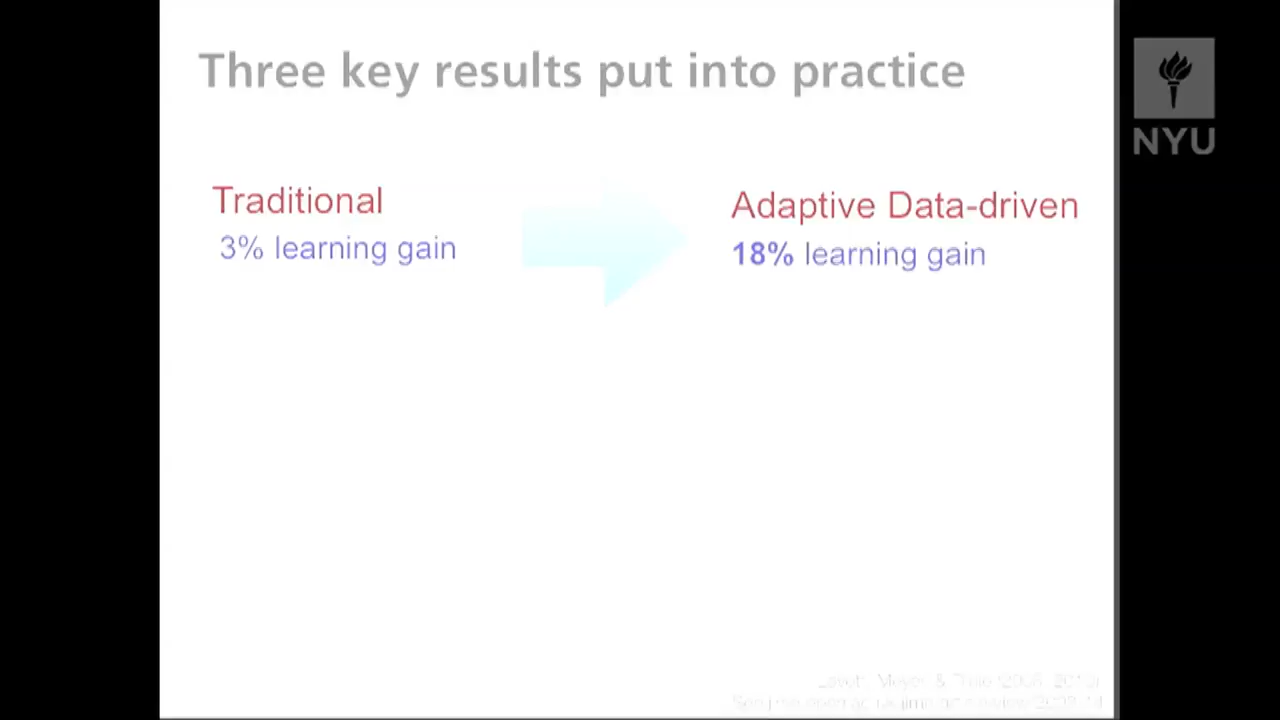 Three key results put into practice
NYU
Traditional
3% learning gain
Adaptive Data-driven
18% learning gain